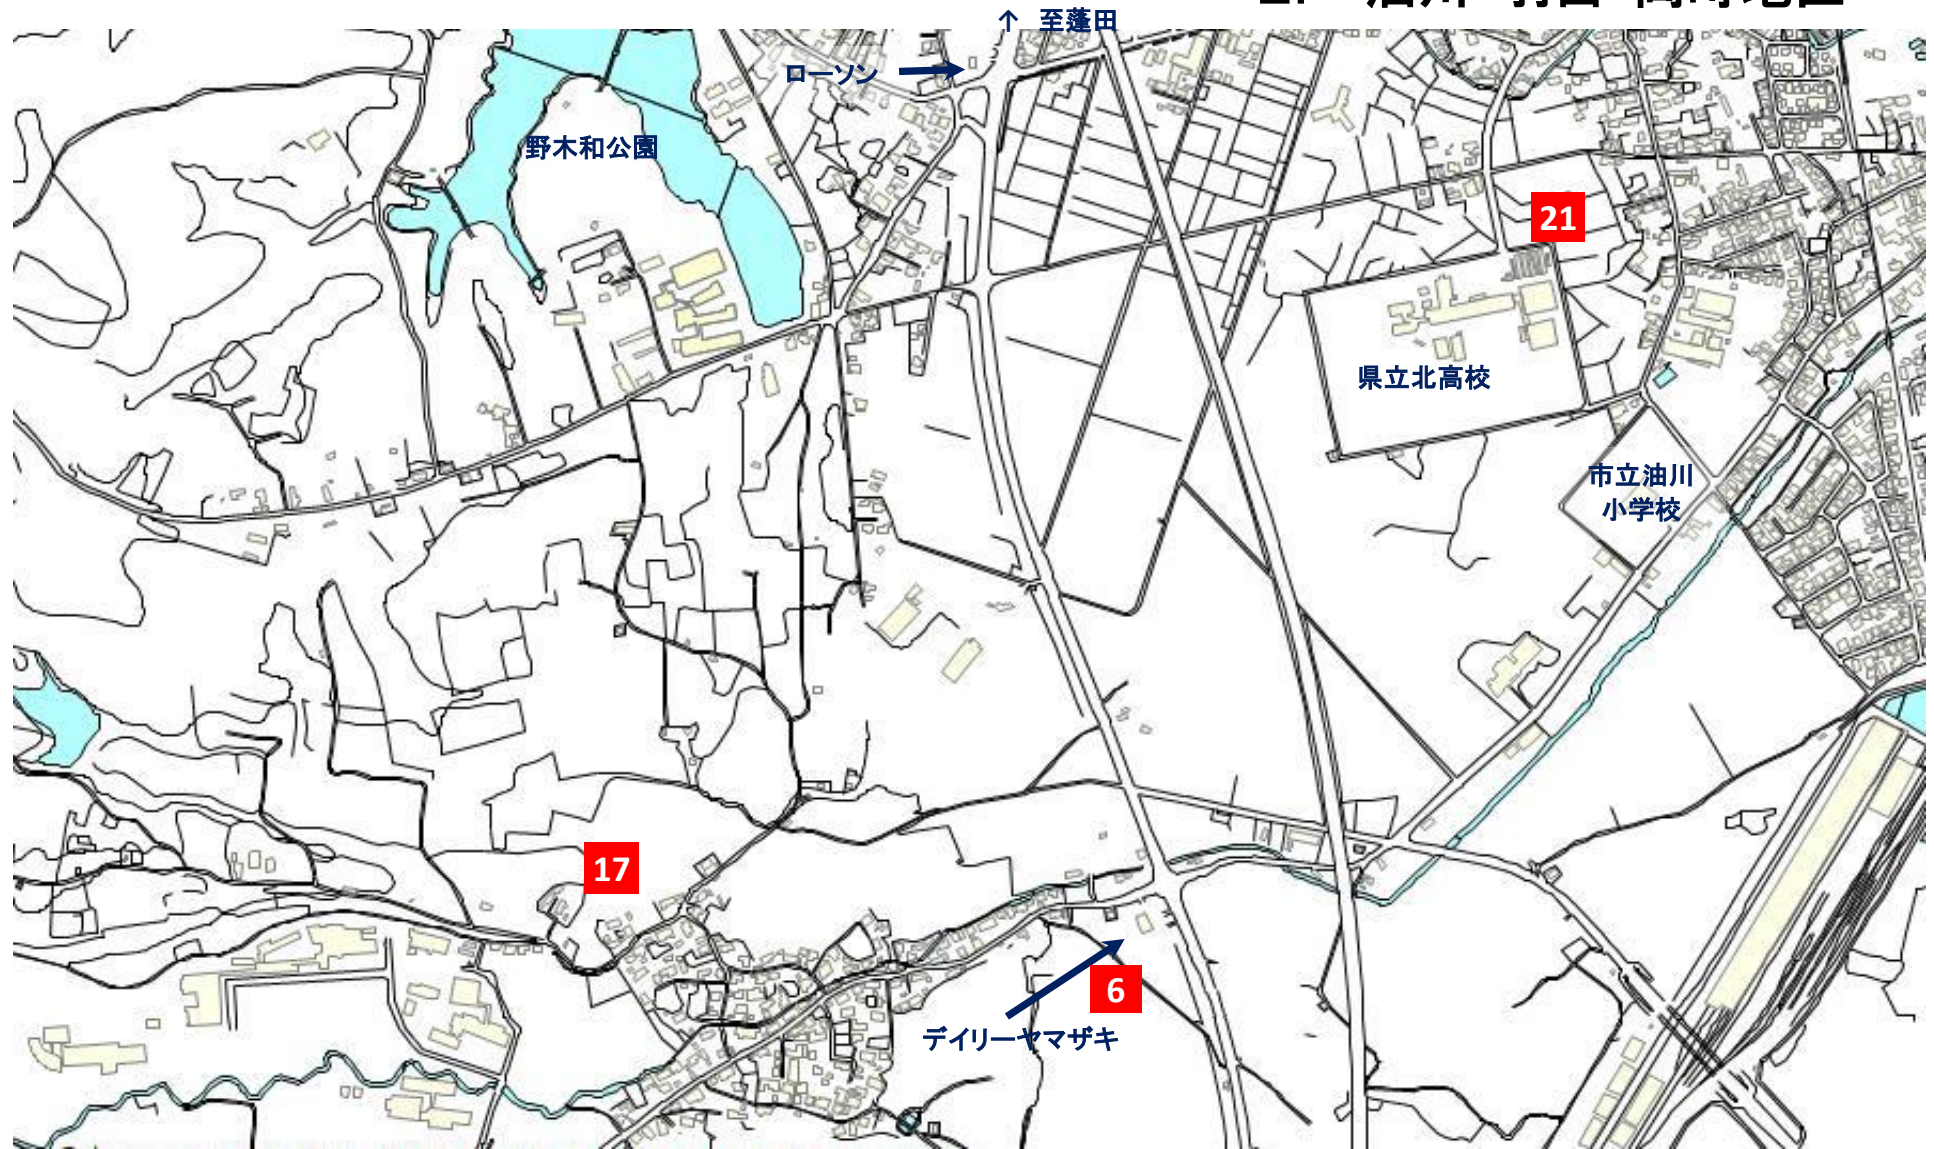 ↑ 至蓬田
ローソン
野木和公園
21
県立北高校
市立油川
小学校
17
6
デイリーヤマザキ